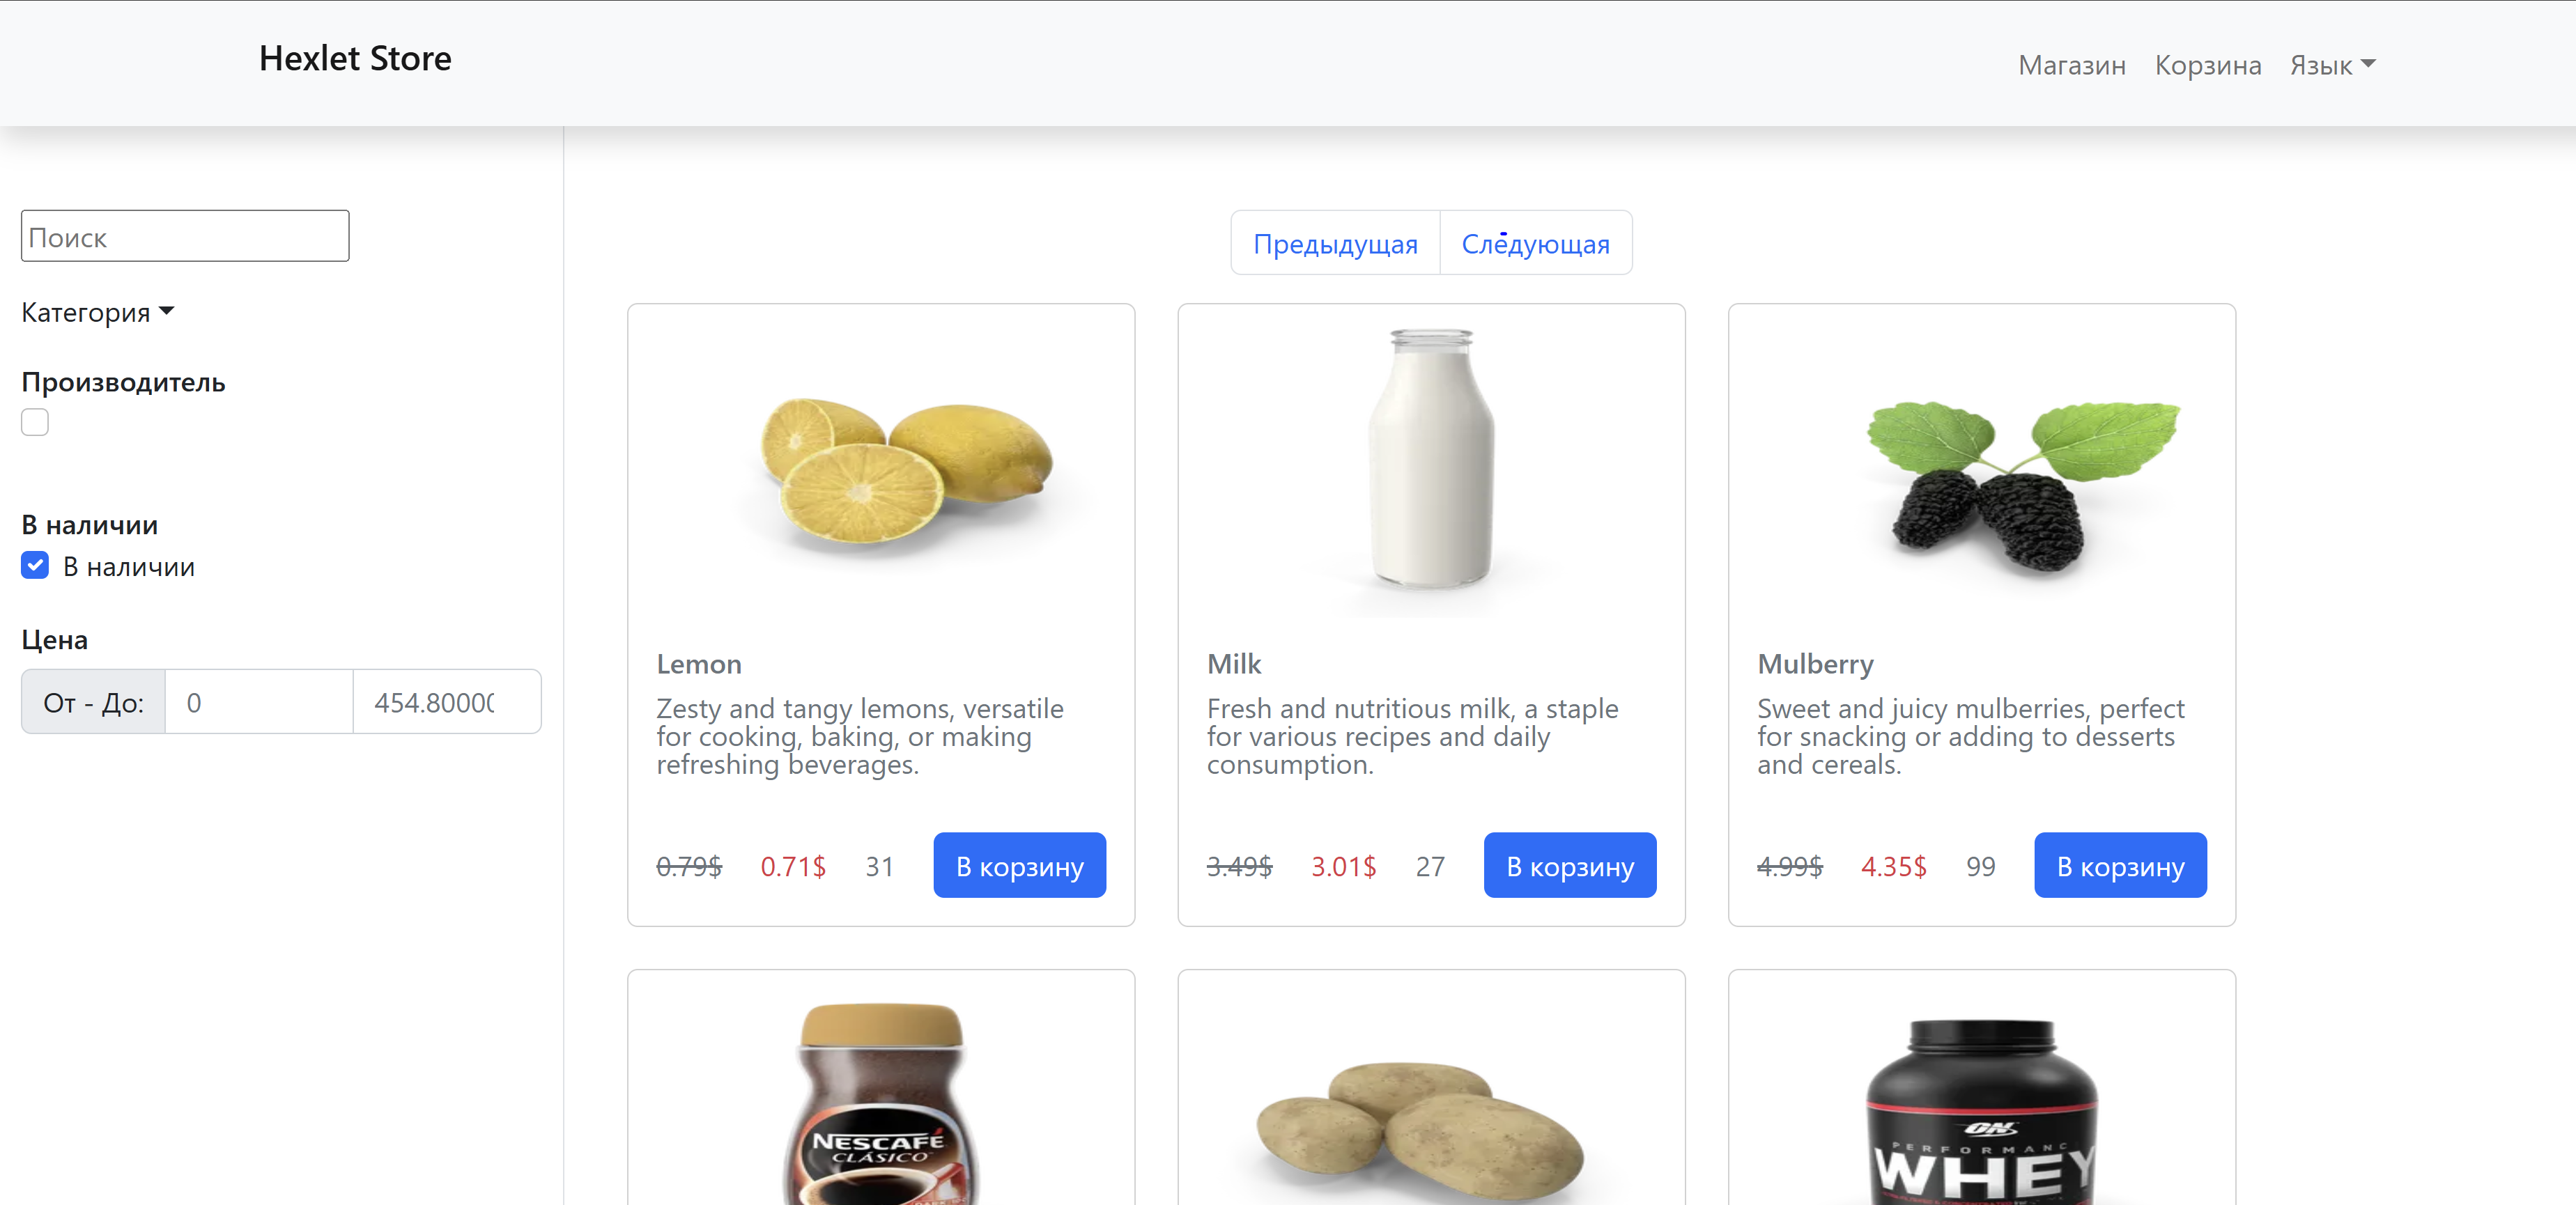 Hexlet Store
Магазин
Корзина
Язык
Поиск
Категория
Производитель
В наличии
В наличии
Цена
От - До:
0
454.80000
Предыдущая
Следующая
Lemon
Zesty and tangy lemons, versatile
for cooking, baking, or making
refreshing beverages.
0.79$
0.71$
31
В корзину
Milk
Fresh and nutritious milk, a staple
for various recipes and daily
consumption.
3.49$
3.01$
27
В корзину
Mulberry
Sweet and juicy mulberries, perfect
for snacking or adding to desserts
and cereals.
4.99$
4.35$
99
В корзину
NESCAFÉ
CLÁSICO
ON
PERFORMANC
WHEY